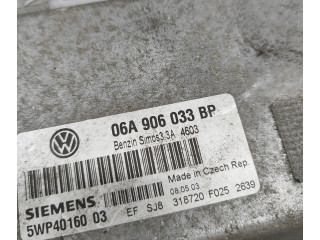 06A 906 033 BP
Benzin Simos3.3A 4603
Made in Czech Rep.
SIEMENS 08.05.03
5WP40160 03 EF SJ8 318720 F025 2639